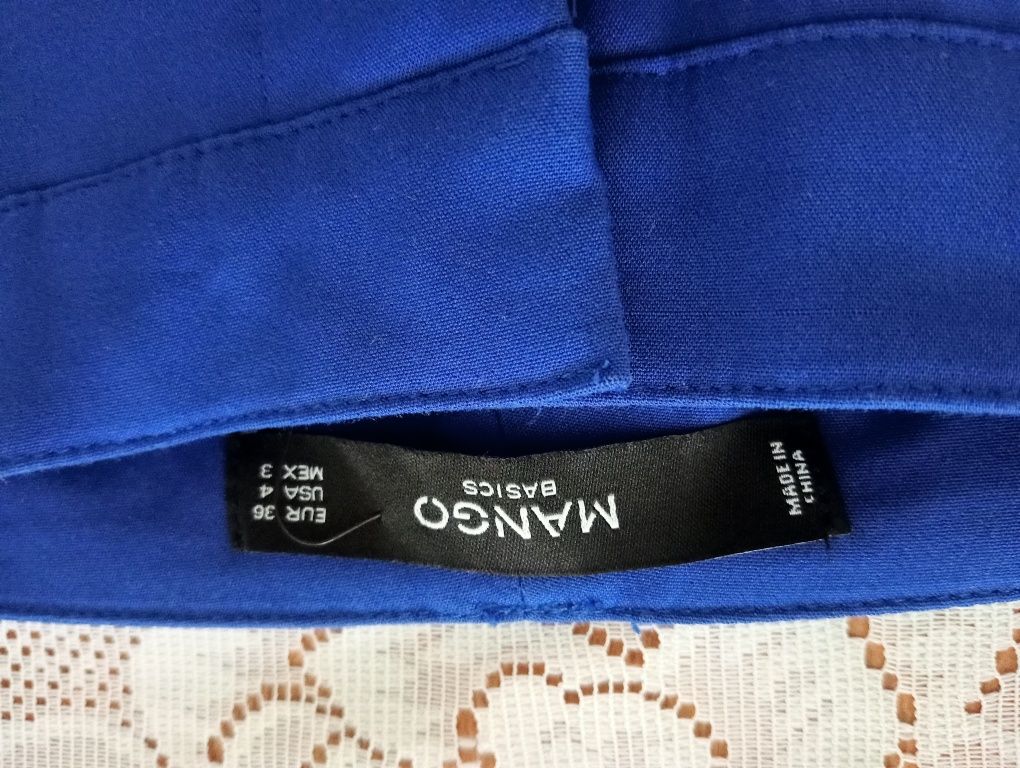 MANGO
BASICS
EUR 36
USA 4
MEX 3
MADE IN
CHINA